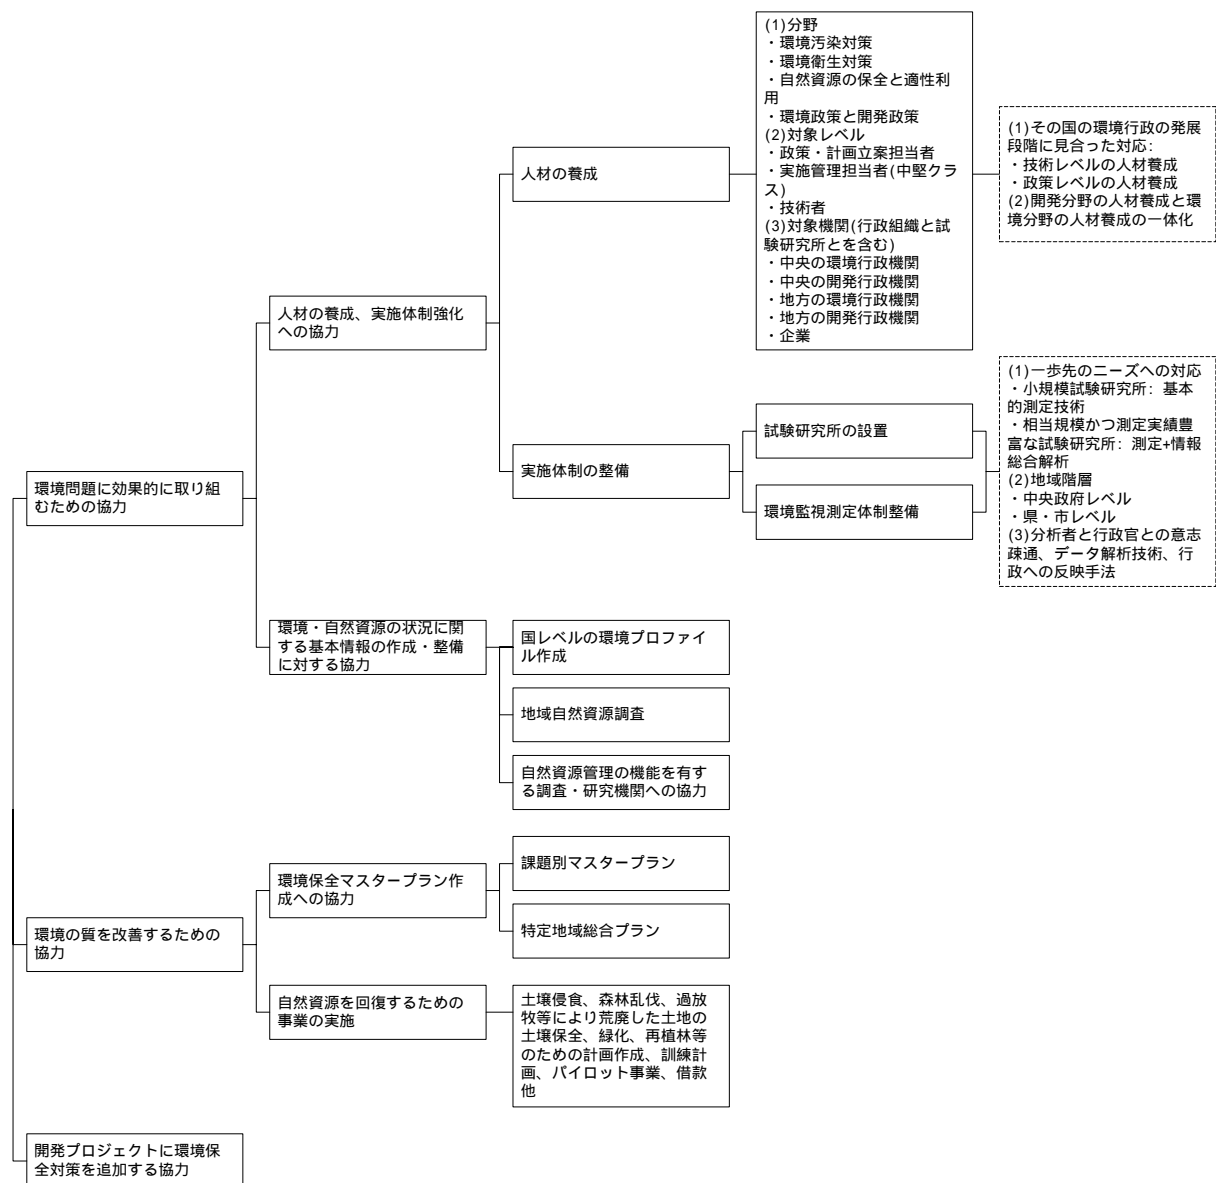 (1)分野
・環境汚染対策
・環境衛生対策
・自然資源の保全と適性利
用
・環境政策と開発政策
(2)対象レベル
・政策・計画立案担当者
・実施管理担当者(中堅クラ
ス)
・技術者
(3)対象機関(行政組織と試
験研究所とを含む)
・中央の環境行政機関
・中央の開発行政機関
・地方の環境行政機関
・地方の開発行政機関
・企業
(1)その国の環境行政の発展
段階に見合った対応:
・技術レベルの人材養成
・政策レベルの人材養成
(2)開発分野の人材養成と環
境分野の人材養成の一体化
人材の養成
人材の養成、実施体制強化
への協力
(1)一歩先のニーズへの対応
・小規模試験研究所: 基本
的測定技術
・相当規模かつ測定実績豊
富な試験研究所: 測定+情報
総合解析
(2)地域階層
・中央政府レベル
・県・市レベル
(3)分析者と行政官との意志
疎通、データ解析技術、行
政への反映手法
試験研究所の設置
実施体制の整備
環境監視測定体制整備
環境問題に効果的に取り組
むための協力
環境・自然資源の状況に関
する基本情報の作成・整備
に対する協力
国レベルの環境プロファイ
ル作成
地域自然資源調査
自然資源管理の機能を有す
る調査・研究機関への協力
課題別マスタープラン
環境保全マスタープラン作
成への協力
特定地域総合プラン
環境の質を改善するための
協力
自然資源を回復するための
事業の実施
土壌侵食、森林乱伐、過放
牧等により荒廃した土地の
土壌保全、緑化、再植林等
のための計画作成、訓練計
画、パイロット事業、借款
他
開発プロジェクトに環境保
全対策を追加する協力